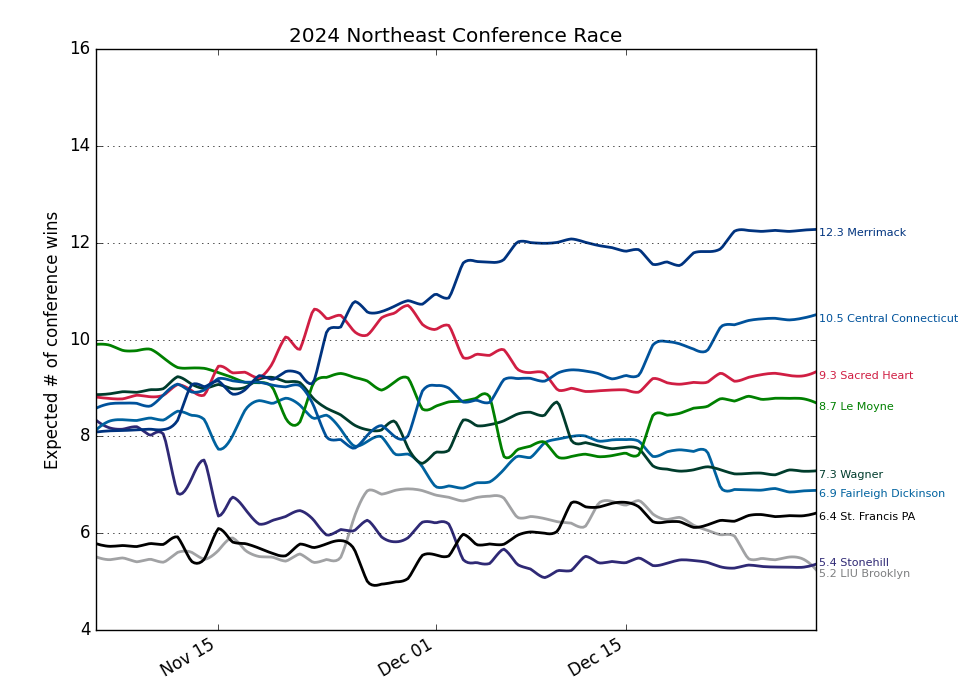 2024 Northeast Conference Race
Expected # of conference wins
16
14
12
10
8
6
4
Nov 15
Dec 01
Dec 15
12.3 Merrimack
10.5 Central Connecticut
9.3 Sacred Heart
8.7 Le Moyne
7.3 Wagner
6.9 Fairleigh Dickinson
6.4 St. Francis PA
5.4 Stonehill
5.2 LIU Brooklyn